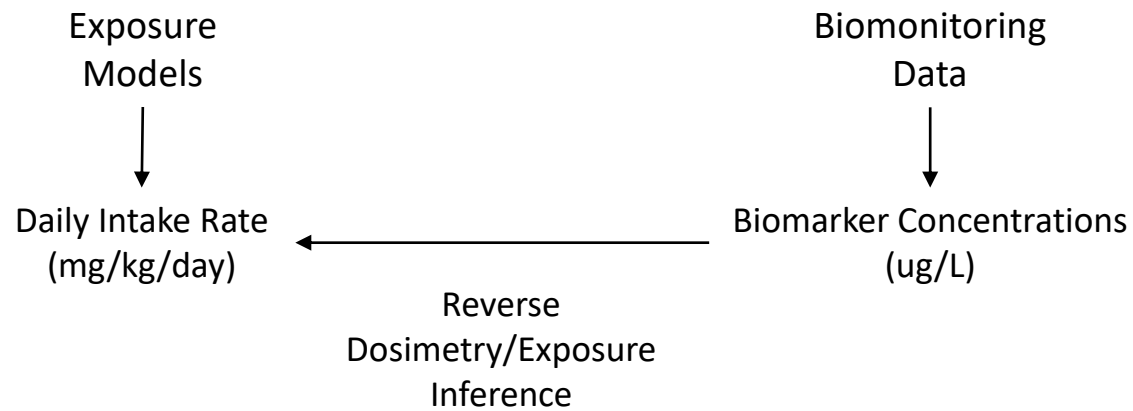 Exposure
Models
Biomonitoring
Data
Daily Intake Rate
(mg/kg/day)
Biomarker Concentrations
(ug/L)
Reverse
Dosimetry/Exposure
Inference